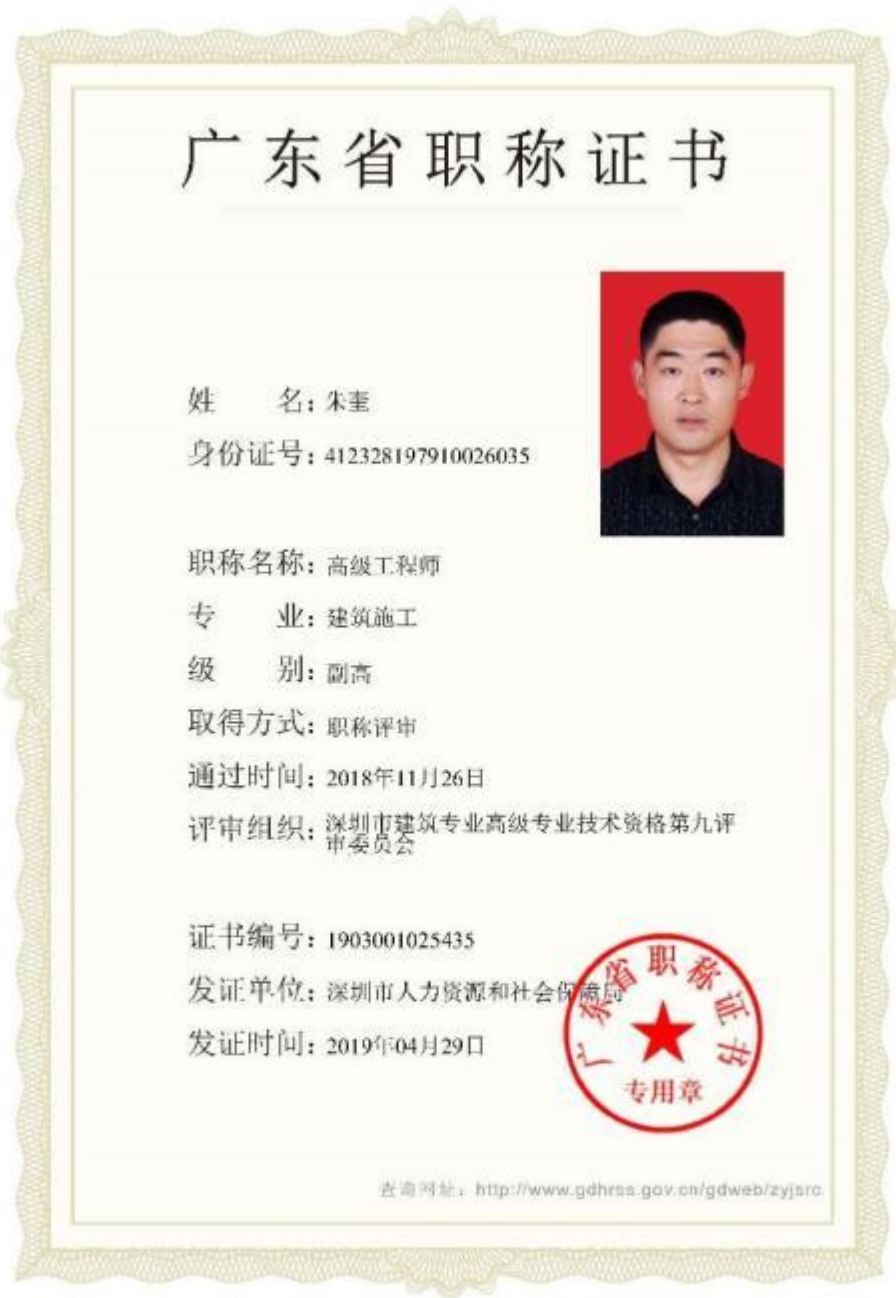 广东省职称证书
姓 名：朱奎
身份证号：412328197910026035
职称名称：高级工程师
专 业：建筑施工
级 别：副高
取得方式：职称评审
通过时间：2018年11月26日
评审组织：深圳市建筑专业高级专业技术资格第九评
审委员会
证书编号：1903001025435
发证单位：深圳市人力资源和社会保障局
发证时间：2019年04月29日
广东省职称证书
专用章
查询网址：http://www.gdhrss.gov.cn/gdweb/zyjsrc